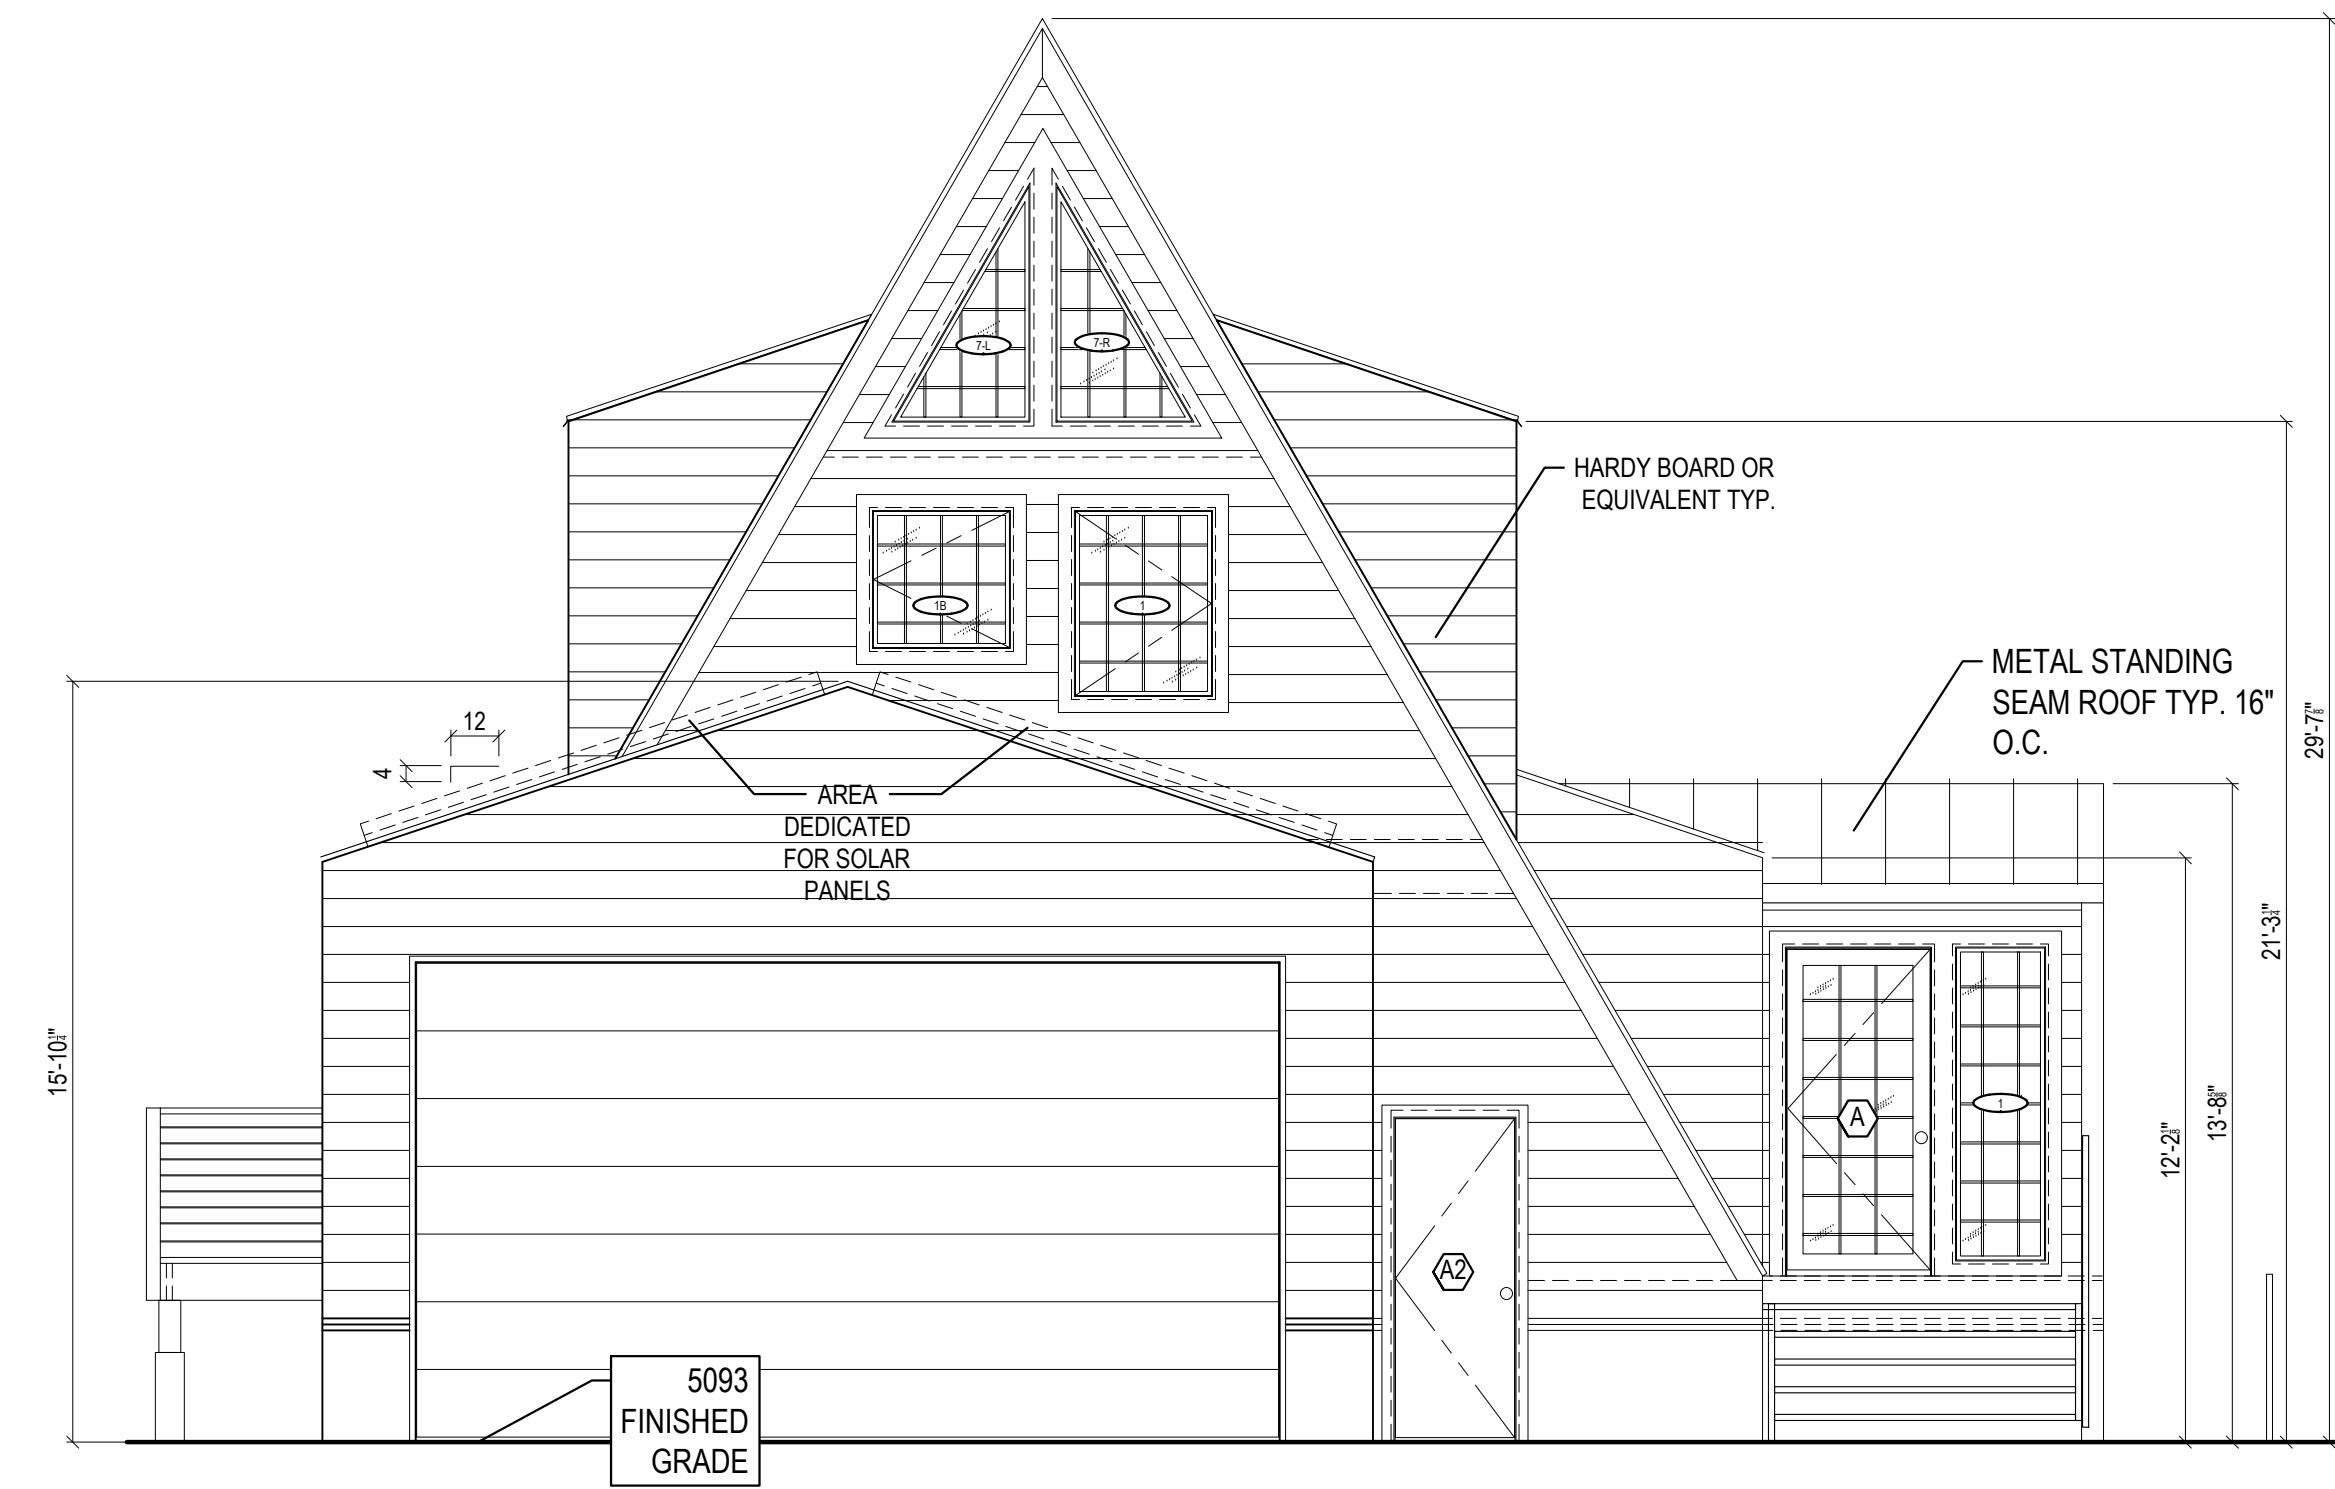 7-L
7-R
HARDY BOARD OR
EQUIVALENT TYP.
1B
1
METAL STANDING
SEAM ROOF TYP. 16"
O.C.
12
4
AREA
DEDICATED
FOR SOLAR
PANELS
29'-7⅞"
21'-3¼"
13'-8⅝"
12'-2⅛"
15'-10¼"
A
1
A2
5093
FINISHED
GRADE